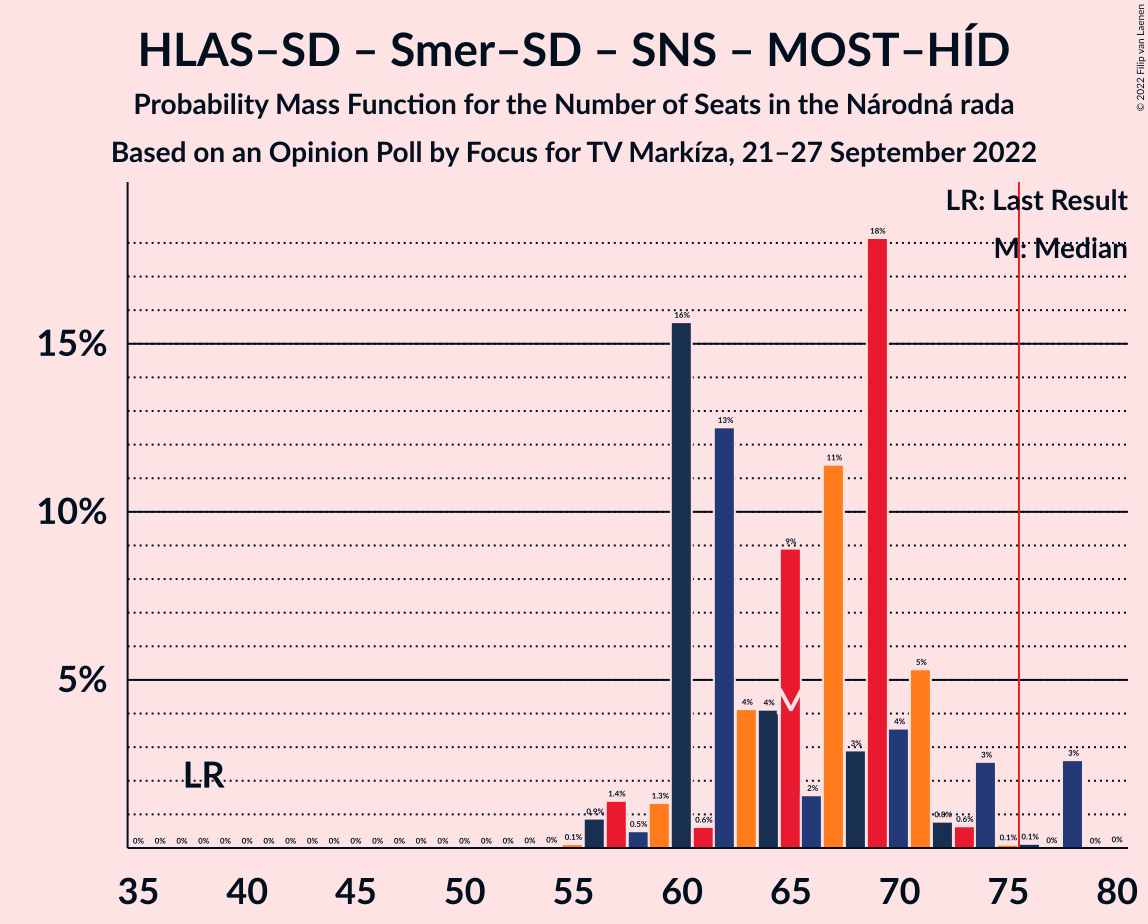 HLAS–SD – Smer–SD – SNS – MOST–HÍD
Probability Mass Function for the Number of Seats in the Národná rada
Based on an Opinion Poll by Focus for TV Markíza, 21–27 September 2022
© 2022 Filip van Laenen
LR: Last Result
M: Median
18%
16%
15%
13%
11%
10%
9%
5%
5%
4% 4% 4%
3% 3% 3%
2%
LR
1.4% 1.3%
0.9% 0.5% 0.6% 0.8% 0.6%
0% 0% 0% 0% 0% 0% 0% 0% 0% 0% 0% 0% 0% 0% 0% 0% 0% 0% 0% 0% 0.1% 0.1% 0.1% 0% 0% 0%
35 40 45 50 55 60 65 70 75 80